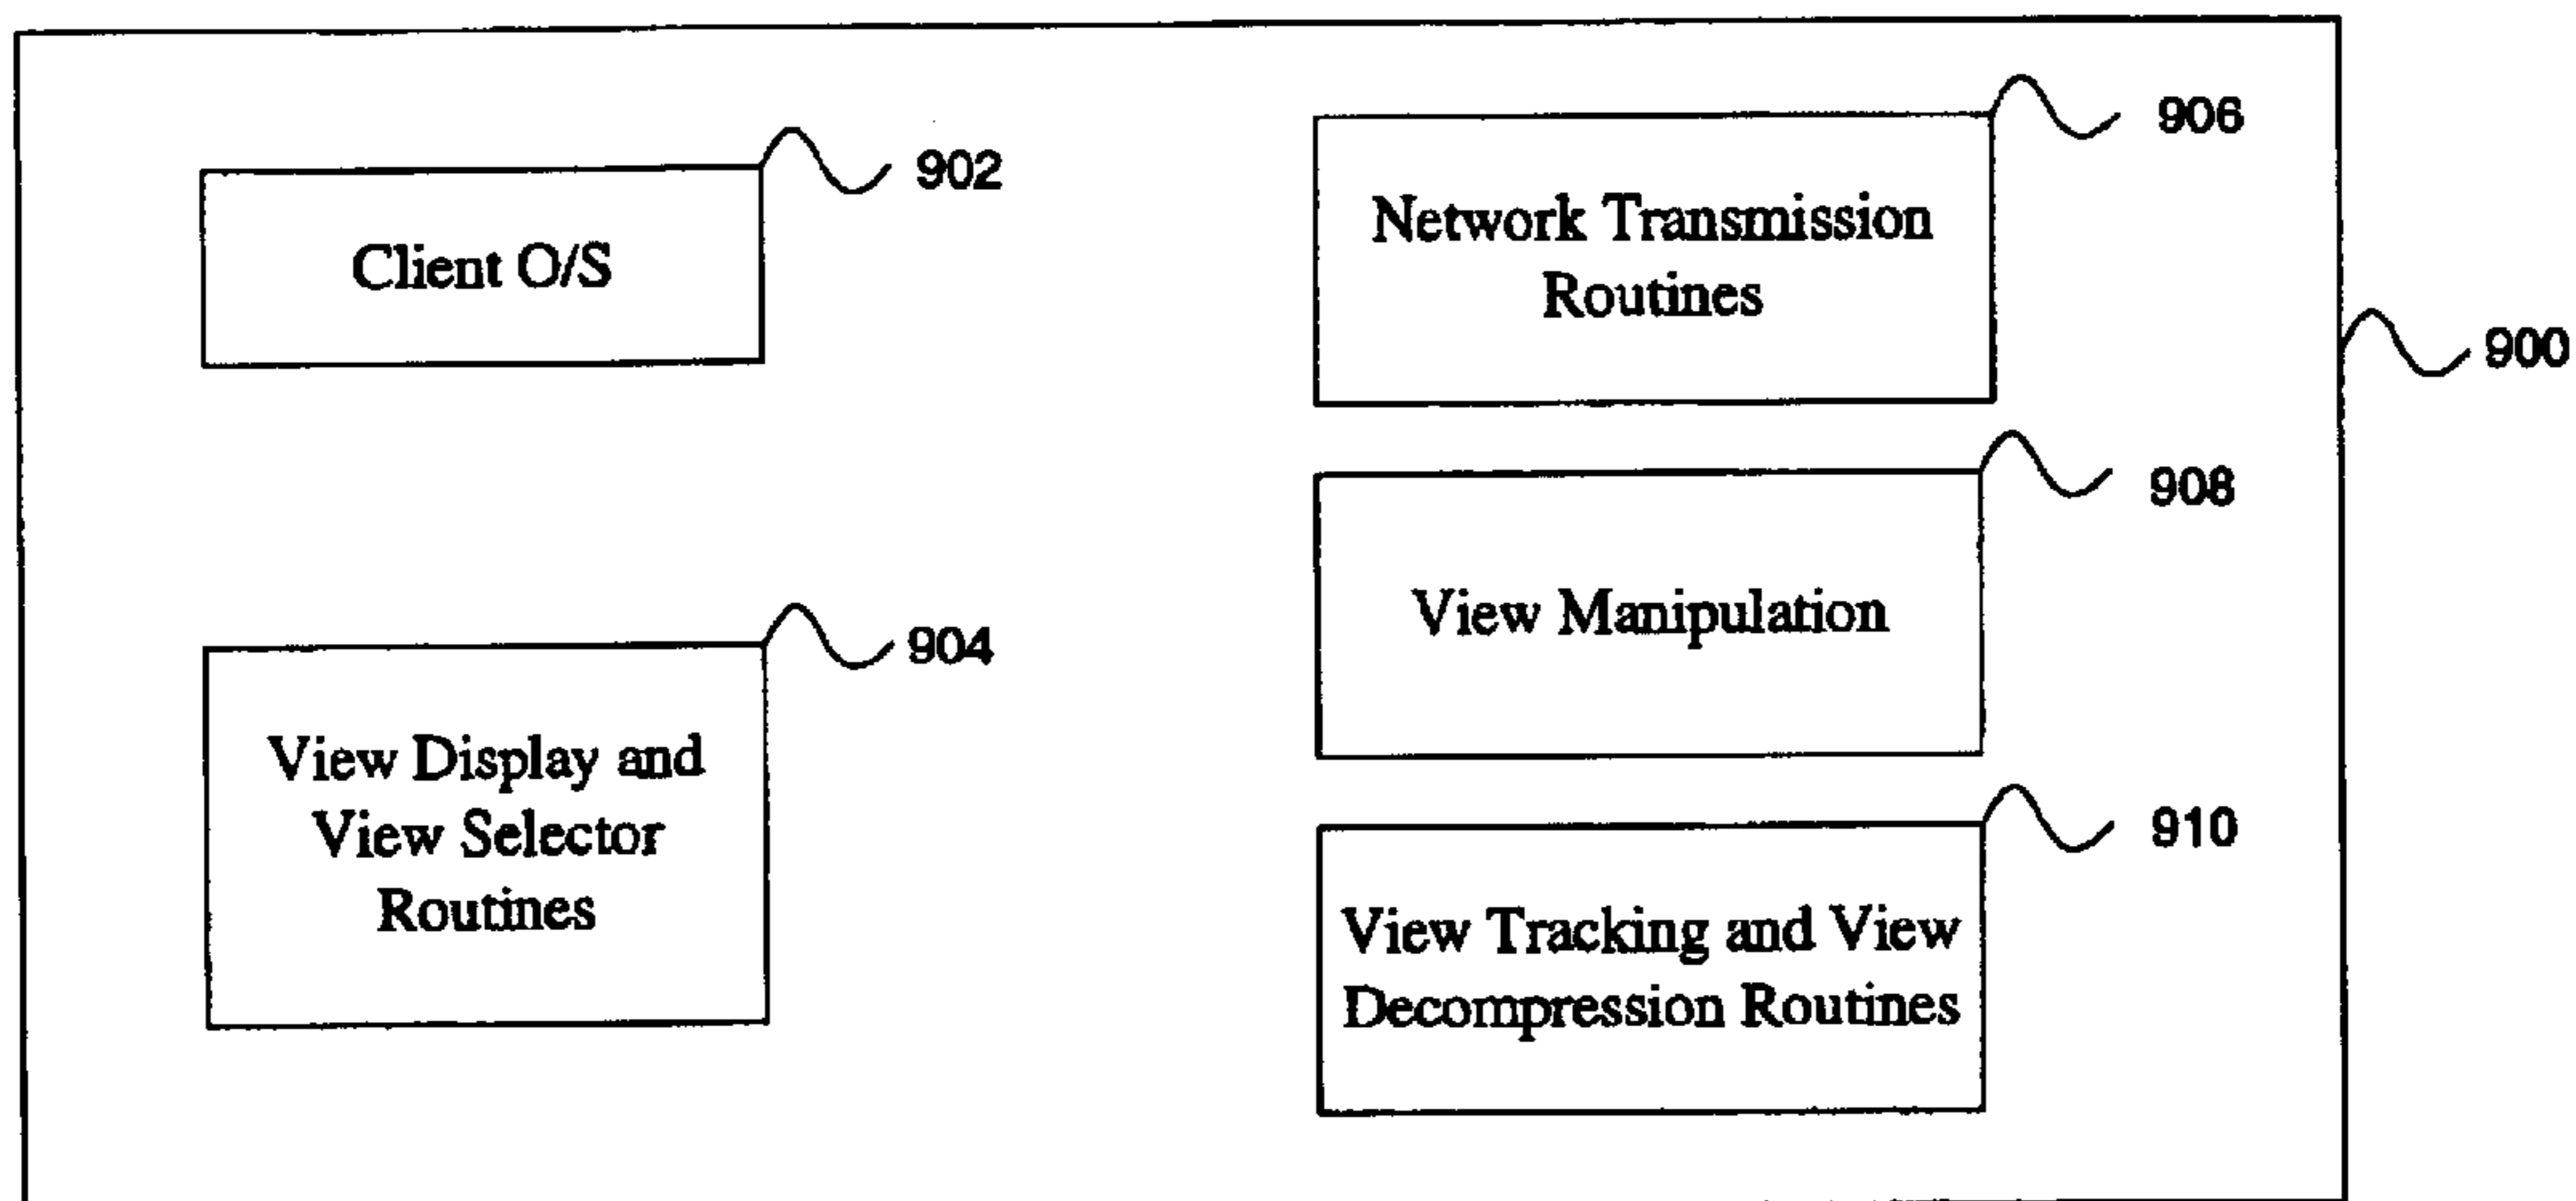 902
Client O/S
904
View Display and
View Selector
Routines
906
Network Transmission
Routines
908
View Manipulation
910
View Tracking and View
Decompression Routines
900